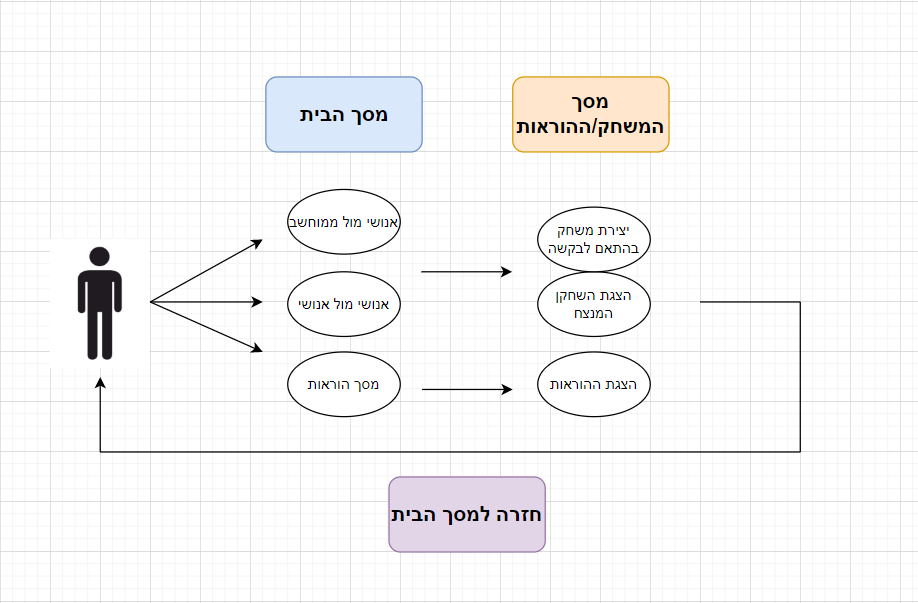 מסך הבית
מסך
המשחק/ההוראות
אנושי מול ממוחשב
אנושי מול אנושי
מסך הוראות
יצירת משחק
בהתאם לבקשה
הצגת השחקן
המנצח
הצגת ההוראות
חזרה למסך הבית